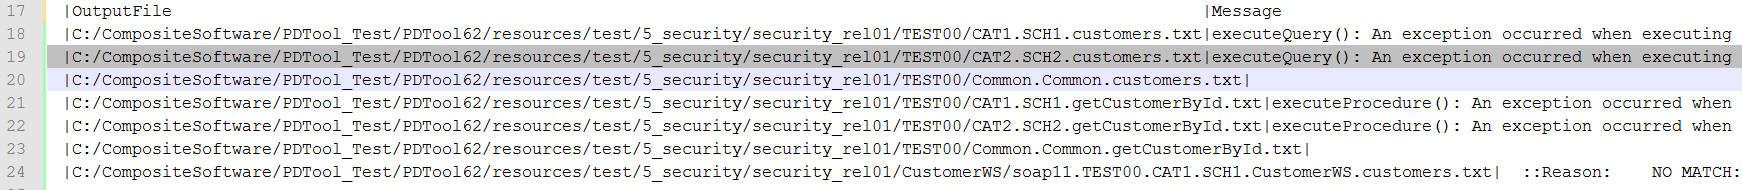 17 |OutputFile |Message
18 |C:/CompositeSoftware/PDTool_Test/PDTool62/resources/test/5_security/security_rel01/TEST00/CAT1.SCH1.customers.txt|executeQuery(): An exception occurred when executing
19 |C:/CompositeSoftware/PDTool_Test/PDTool62/resources/test/5_security/security_rel01/TEST00/CAT2.SCH2.customers.txt|executeQuery(): An exception occurred when executing
20 |C:/CompositeSoftware/PDTool_Test/PDTool62/resources/test/5_security/security_rel01/TEST00/Common.Common.customers.txt|
21 |C:/CompositeSoftware/PDTool_Test/PDTool62/resources/test/5_security/security_rel01/TEST00/CAT1.SCH1.getCustomerById.txt|executeProcedure(): An exception occurred when
22 |C:/CompositeSoftware/PDTool_Test/PDTool62/resources/test/5_security/security_rel01/TEST00/CAT2.SCH2.getCustomerById.txt|executeProcedure(): An exception occurred when
23 |C:/CompositeSoftware/PDTool_Test/PDTool62/resources/test/5_security/security_rel01/TEST00/Common.Common.getCustomerById.txt|
24 |C:/CompositeSoftware/PDTool_Test/PDTool62/resources/test/5_security/security_rel01/CustomerWS/soap11.TEST00.CAT1.SCH1.CustomerWS.customers.txt| ::Reason: NO MATCH: